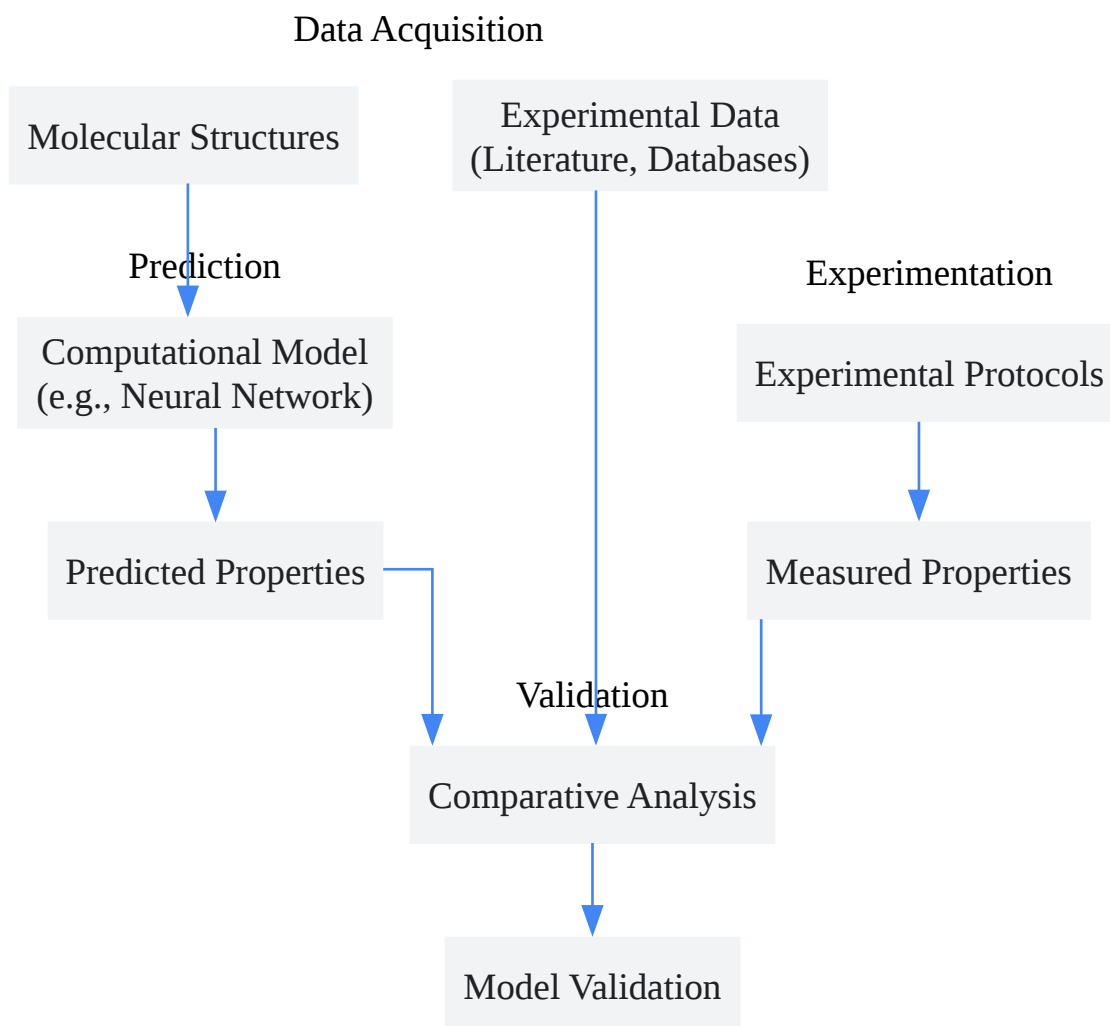 Data Acquisition
Molecular Structures
Experimental Data
(Literature, Databases)
Prediction
Experimentation
Computational Model
(e.g., Neural Network)
Experimental Protocols
Predicted Properties
Measured Properties
Validation
Comparative Analysis
Model Validation